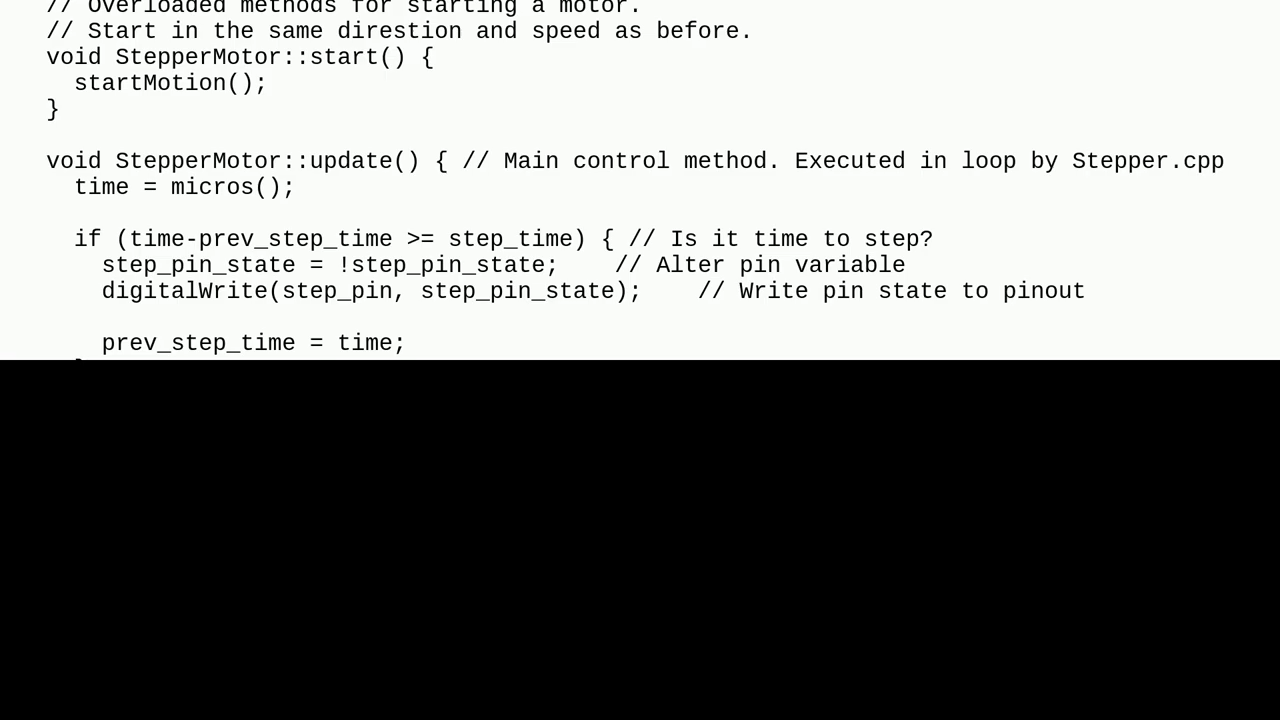 // Overloaded methods for starting a motor.
// Start in the same direstion and speed as before.
void StepperMotor::start() {
  startMotion();
}

void StepperMotor::update() { // Main control method. Executed in loop by Stepper.cpp
  time = micros();

  if (time-prev_step_time >= step_time) { // Is it time to step?
    step_pin_state = !step_pin_state;    // Alter pin variable
    digitalWrite(step_pin, step_pin_state);    // Write pin state to pinout

    prev_step_time = time;